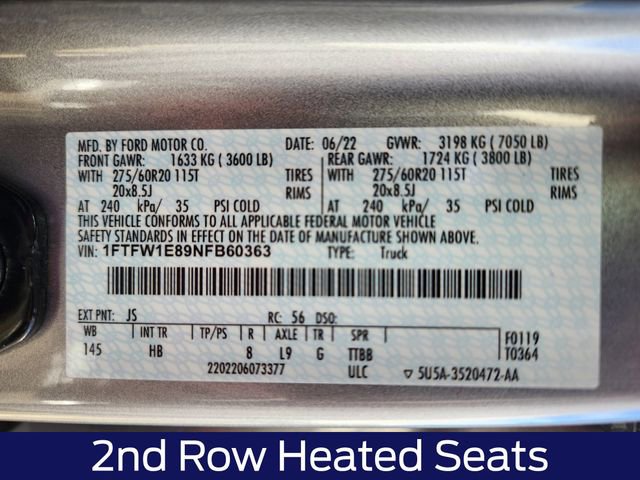 MFD. BY FORD MOTOR CO. DATE: 06/22 GVWR: 3198 KG ( 7050 LB)
FRONT GAWR: 1633 KG ( 3600 LB) REAR GAWR: 1724 KG ( 3800 LB)
WITH 275/60R20 115T TIRES WITH 275/60R20 115T TIRES
20x8.5J RIMS 20x8.5J RIMS
AT 240 kPa/ 35 PSI COLD AT 240 kPa/ 35 PSI COLD
THIS VEHICLE CONFORMS TO ALL APPLICABLE FEDERAL MOTOR VEHICLE
SAFETY STANDARDS IN EFFECT ON THE DATE OF MANUFACTURE SHOWN ABOVE.
VIN: 1FTFW1E89NFB60363 TYPE: Truck
EXT PNT: JS RC: 56 DSO:
WB INT TR TP/PS R AXLE TR SPR F0119
145 HB 8 L9 G TTBB T0364
2202206073377 ULC ▽ 5U5A-3520472-AA
2nd Row Heated Seats